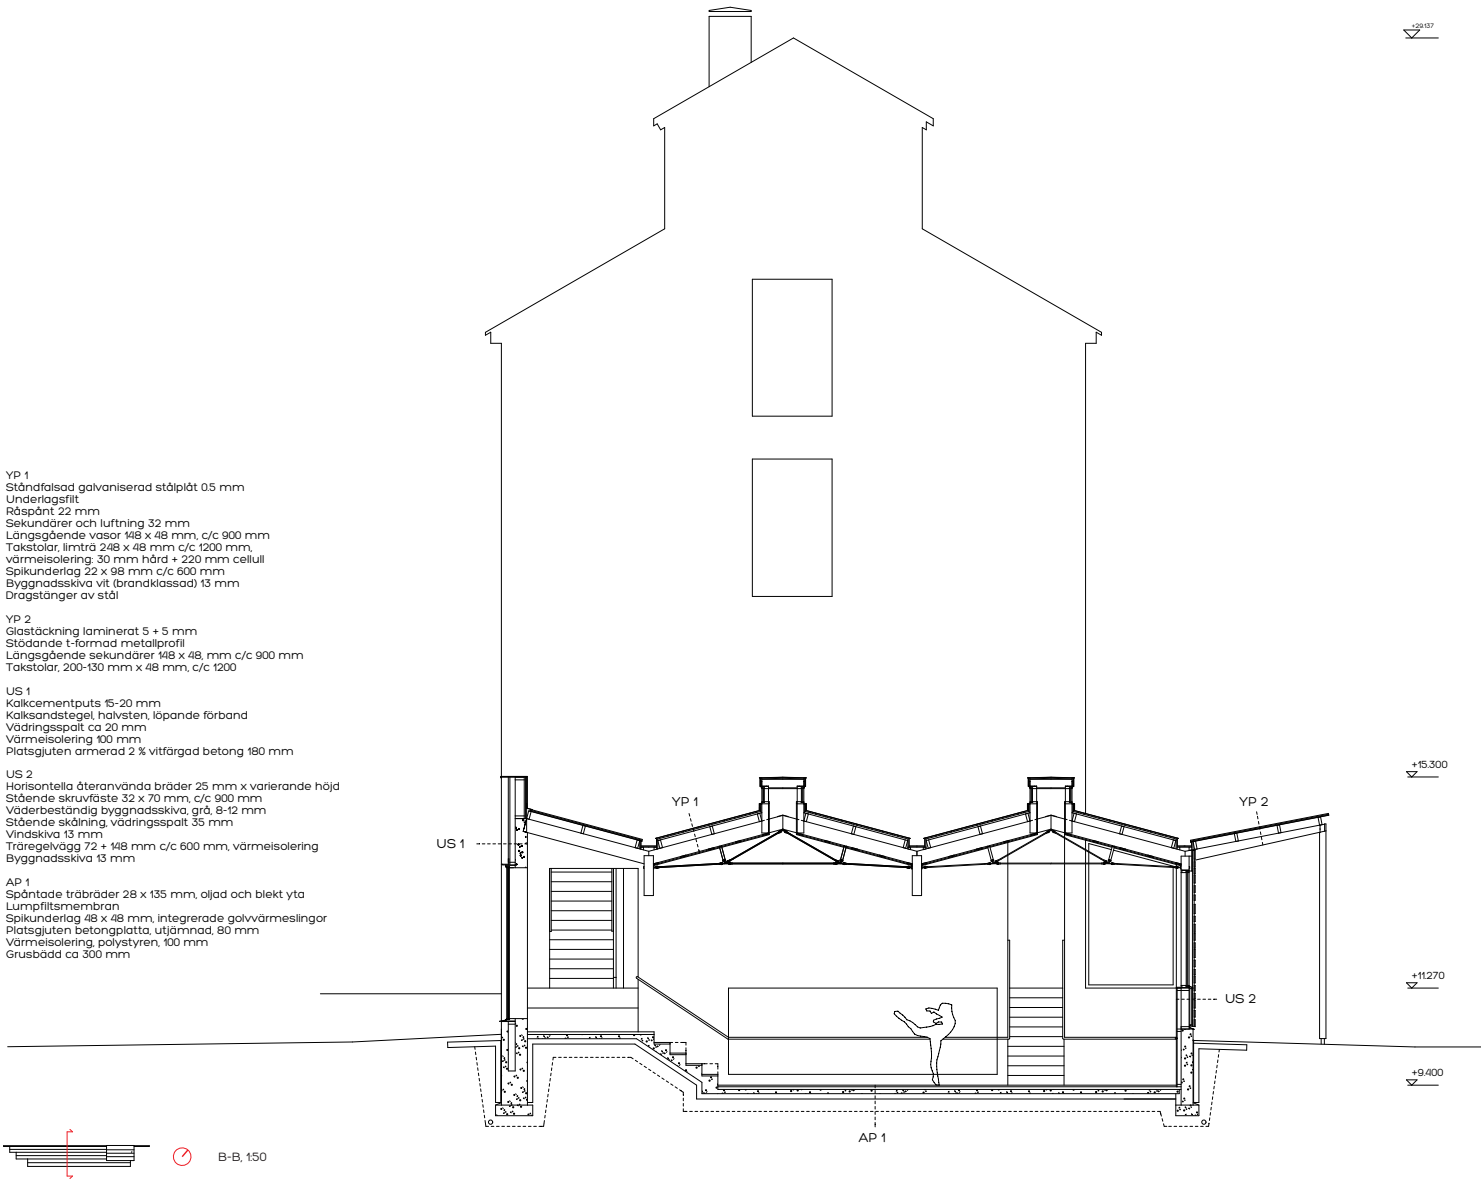 +29.137
YP 1
Ståndfalsad galvaniserad stålplåt 0.5 mm
Underlagsfilt
Råspånt 22 mm
Sekundärer och luftning 32 mm
Längsgående vasor 148 x 48 mm, c/c 900 mm
Takstolar, limträ 248 x 48 mm c/c 1200 mm,
värmeisolering: 30 mm hård + 220 mm cellull
Spikunderlag 22 x 98 mm c/c 600 mm
Byggnadsskiva vit (brandklassad) 13 mm
Dragstänger av stål
YP 2
Glastäckning laminerat 5 + 5 mm
Stödande t-formad metallprofil
Längsgående sekundärer 148 x 48, mm c/c 900 mm
Takstolar, 200-130 mm x 48 mm, c/c 1200
US 1
Kalkcementputs 15-20 mm
Kalksandstegel, halvsten, löpande förband
Vädringsspalt ca 20 mm
Värmeisolering 100 mm
Platsgjuten armerad 2 % vitfärgad betong 180 mm
US 2
Horisontella återanvända bräder 25 mm x varierande höjd
Stående skruvfäste 32 x 70 mm, c/c 900 mm
Väderbeständig byggnadsskiva, grå, 8-12 mm
Stående skålning, vädringsspalt 35 mm
Vindskiva 13 mm
Träregelvägg 72 + 148 mm c/c 600 mm, värmeisolering
Byggnadsskiva 13 mm
AP 1
Spåntade träbräder 28 x 135 mm, oljad och blekt yta
Lumpfiltsmembran
Spikunderlag 48 x 48 mm, integrerade golvvärmeslingor
Platsgjuten betongplatta, utjämnad, 80 mm
Värmeisolering, polystyren, 100 mm
Grusbädd ca 300 mm
+15.300
YP 1
YP 2
US 1
+11.270
US 2
+9.400
AP 1
B-B, 1:50